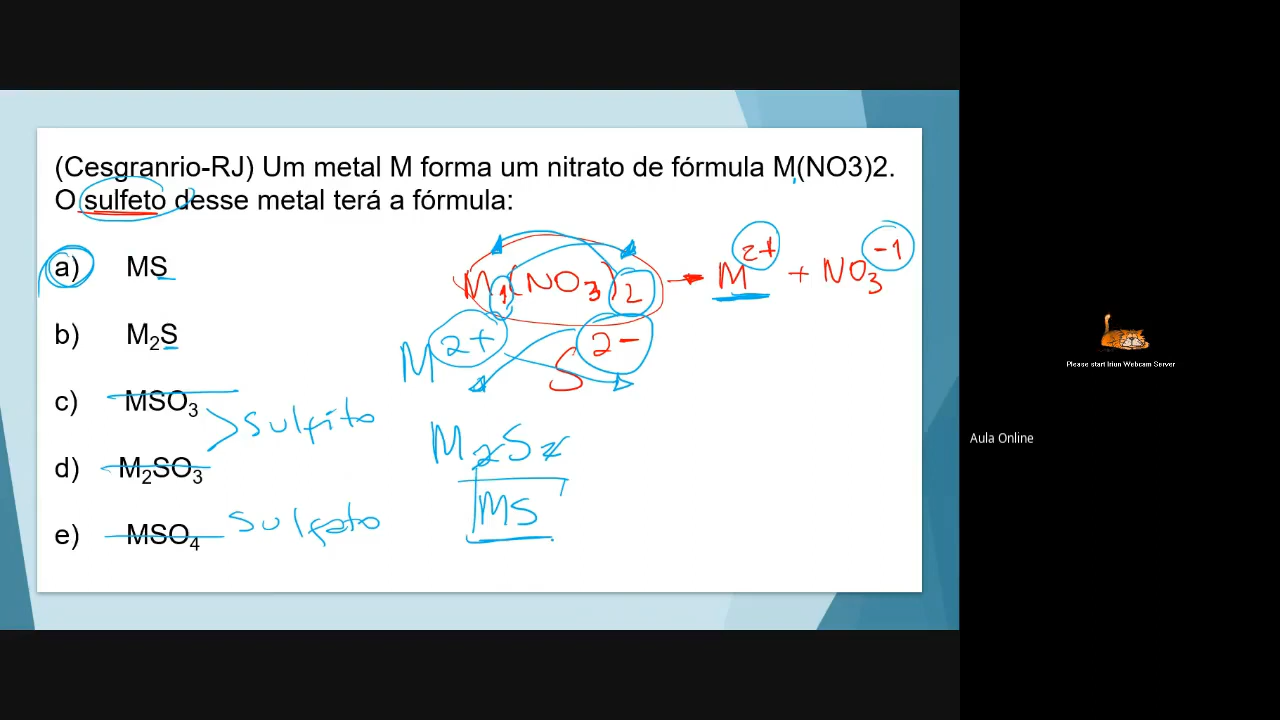 (Cesgranrio-RJ) Um metal M forma um nitrato de fórmula M(NO3)2.
O sulfeto desse metal terá a fórmula:
a) MS
b) M₂S
c) MSO₃
d) M₂SO₃
e) MSO₄
sulfito
sulfato
M₁(NO₃)₂ → M²⁺ + NO₃⁻¹
M²⁺ S²⁻
M₂S₂
MS
Please start Iriun Webcam Server
Aula Online